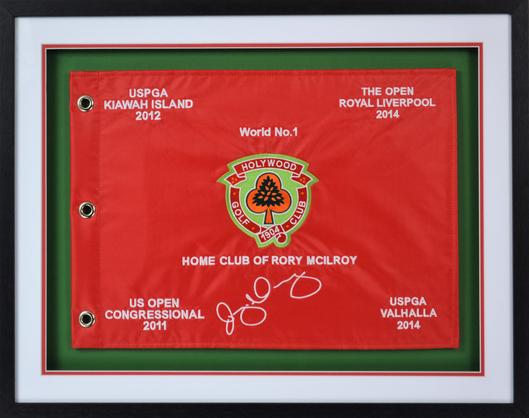 USPGA
KIAWAH ISLAND
2012
THE OPEN
ROYAL LIVERPOOL
2014
World No.1
HOLYWOOD
GOLF CLUB
1904
HOME CLUB OF RORY MCILROY
US OPEN
CONGRESSIONAL
2011
USPGA
VALHALLA
2014